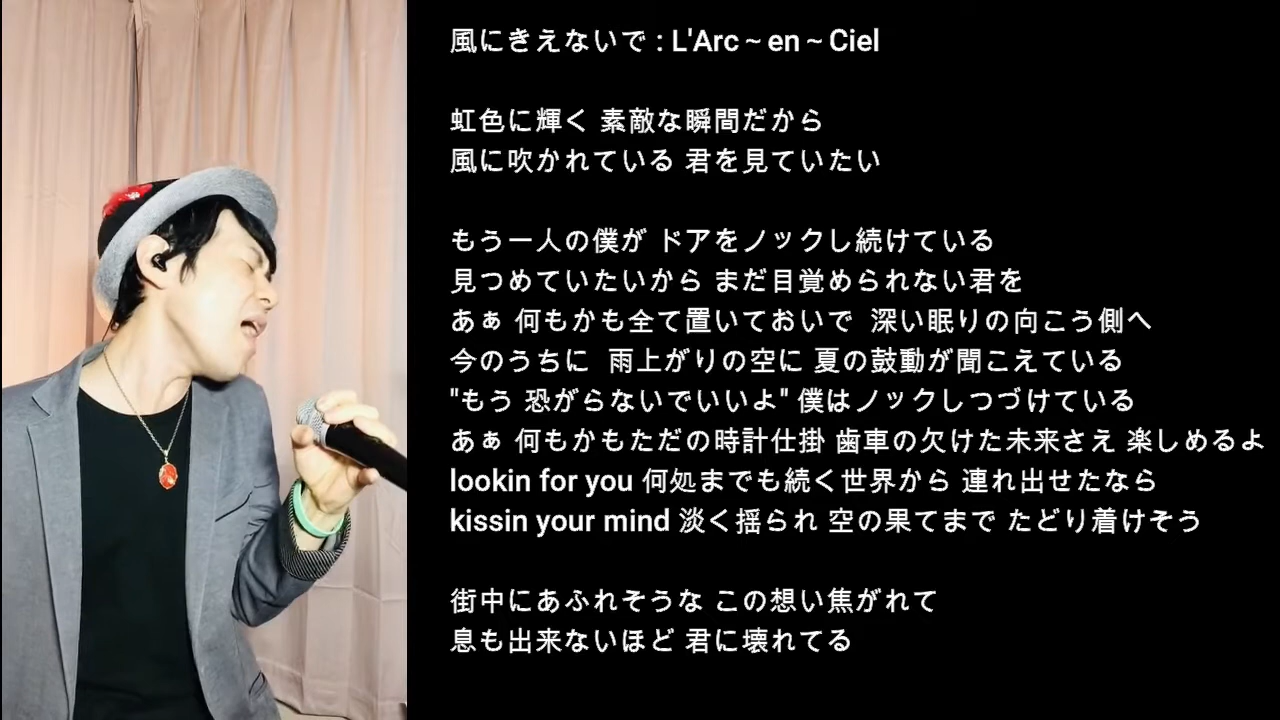 風にきえないで : L'Arc～en～Ciel
虹色に輝く 素敵な瞬間だから
風に吹かれている 君を見ていたい
もう一人の僕が ドアをノックし続けている
見つめていたいから まだ目覚められない君を
あぁ 何もかも全て置いておいで 深い眠りの向こう側へ
今のうちに 雨上がりの空に 夏の鼓動が聞こえている
"もう 恐がらないでいいよ" 僕はノックしつづけている
あぁ 何もかもただの時計仕掛 歯車の欠けた未来さえ 楽しめるよ
lookin for you 何処までも続く世界から 連れ出せたなら
kissin your mind 淡く揺られ 空の果てまで たどり着けそう
街中にあふれそうな この想い焦がれて
息も出来ないほど 君に壊れてる